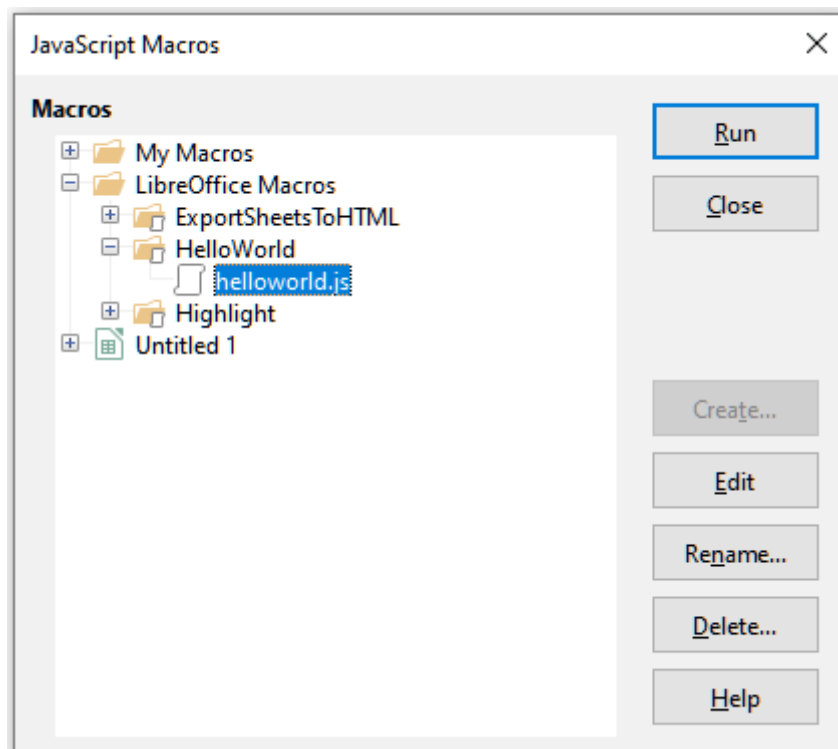 JavaScript Macros
Macros
My Macros
LibreOffice Macros
ExportSheetsToHTML
HelloWorld
helloworld.js
Highlight
Untitled 1
Run
Close
Create...
Edit
Rename...
Delete...
Help